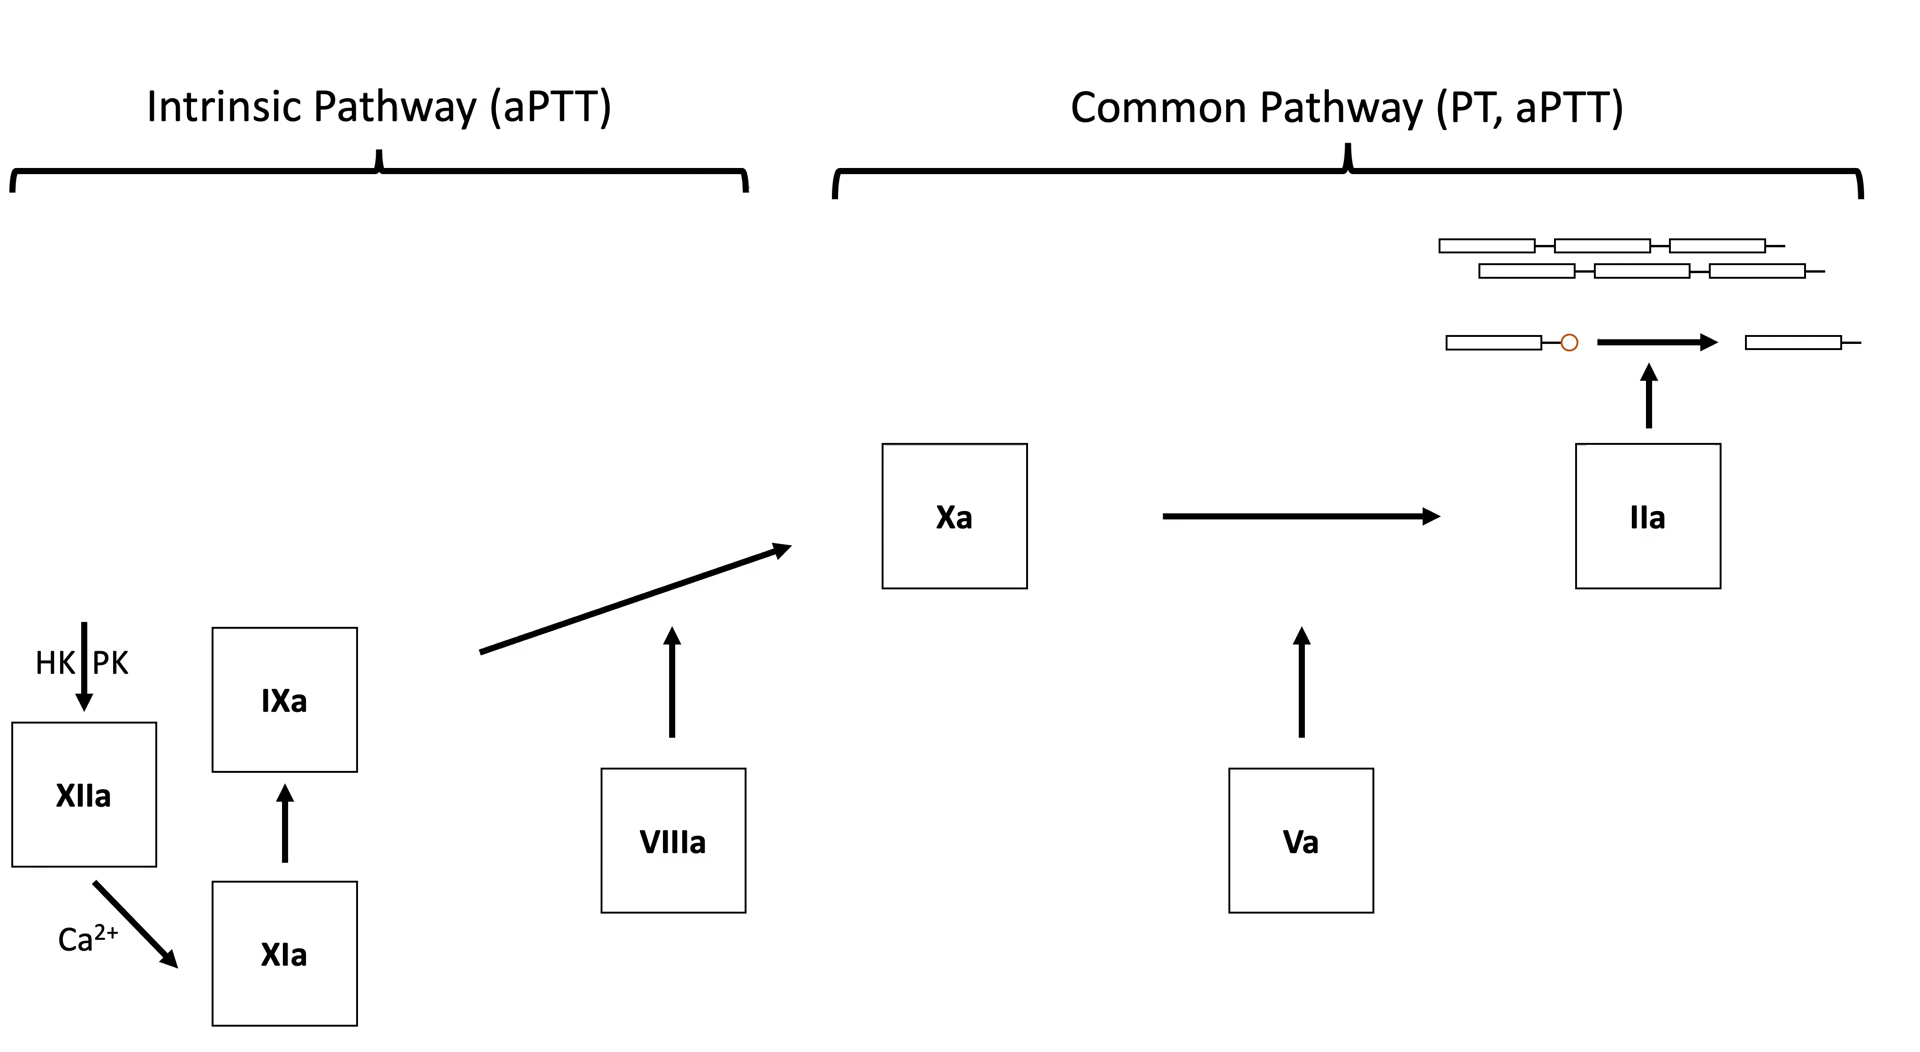 Intrinsic Pathway (aPTT)
Common Pathway (PT, aPTT)
Xa
IIa
HK
PK
IXa
XIIa
VIIIa
Va
Ca²⁺
XIa